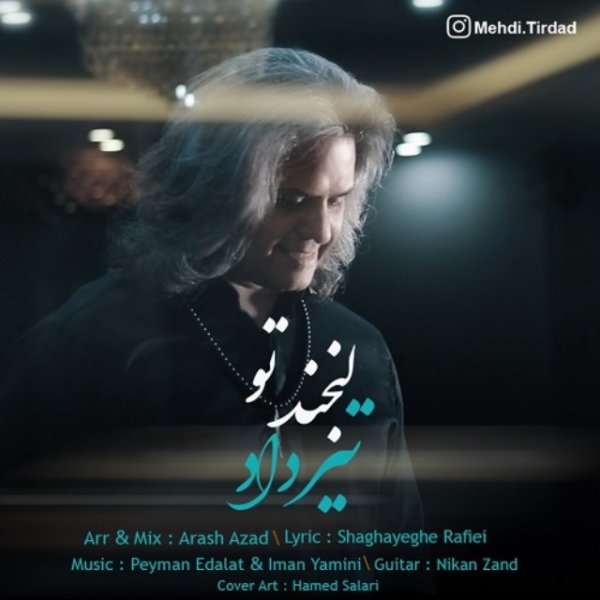 Mehdi.Tirdad
لبخند تو
تیرداد
Arr & Mix : Arash Azad \ Lyric : Shaghayeghe Rafiei
Music : Peyman Edalat & Iman Yamini \ Guitar : Nikan Zand
Cover Art : Hamed Salari